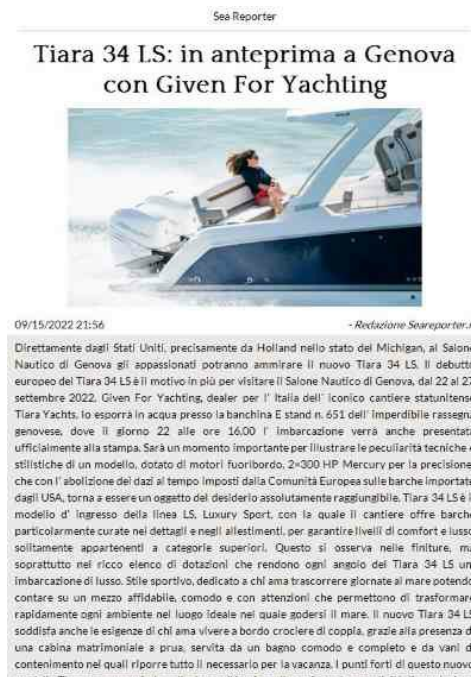 Sea Reporter
Tiara 34 LS: in anteprima a Genova
con Given For Yachting
09/15/2022 21:56
- Redazione Seareporter.
Direttamente dagli Stati Uniti, precisamente da Holland nello stato del Michigan, al Salone
Nautico di Genova gli appassionati potranno ammirare il nuovo Tiara 34 LS. Il debutto
europeo del Tiara 34 LS è il motivo in più per visitare il Salone Nautico di Genova, dal 22 al 27
settembre 2022. Given For Yachting, dealer per l' Italia dell' iconico cantiere statunitense
Tiara Yachts, lo esporrà in acqua presso la banchina E stand n. 651 dell' imperdibile rassegna
genovese, dove il giorno 22 alle ore 16.00 l' imbarcazione verrà anche presentata
ufficialmente alla stampa. Sarà un momento importante per illustrare le peculiarità tecniche e
stilistiche di un modello, dotato di motori fuoribordo, 2×300 HP Mercury per la precisione,
che con l' abolizione dei dazi al tempo imposti dalla Comunità Europea sulle barche importate
dagli USA, torna a essere un oggetto del desiderio assolutamente raggiungibile. Tiara 34 LS è il
modello d' ingresso della linea LS, Luxury Sport, con la quale il cantiere offre barche
particolarmente curate nei dettagli e negli allestimenti, per garantire livelli di comfort e lusso
solitamente appartenenti a categorie superiori. Questo si osserva nelle finiture, ma
soprattutto nel ricco elenco di dotazioni che rendono ogni angolo del Tiara 34 LS un
imbarcazione di lusso. Stile sportivo, dedicato a chi ama trascorrere giornate al mare potendo
contare su un mezzo affidabile, comodo e con attenzioni che permettono di trasformare
rapidamente ogni ambiente nel luogo ideale nel quale godersi il mare. Il nuovo Tiara 34 LS
soddisfa anche le esigenze di chi ama vivere a bordo crociere di coppia, grazie alla presenza di
una cabina matrimoniale a prua, servita da un bagno comodo e completo e da vani di
contenimento nei quali riporre tutto il necessario per la vacanza. I punti forti di questo nuovo